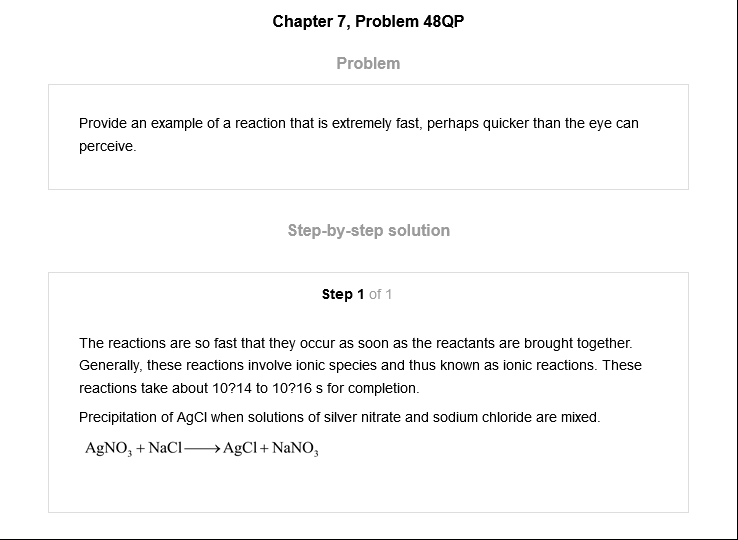 Chapter 7, Problem 48QP
Problem
Provide an example of a reaction that is extremely fast, perhaps quicker than the eye can
perceive.
Step-by-step solution
Step 1 of 1
The reactions are so fast that they occur as soon as the reactants are brought together.
Generally, these reactions involve ionic species and thus known as ionic reactions. These
reactions take about 10?14 to 10?16 s for completion.
Precipitation of AgCl when solutions of silver nitrate and sodium chloride are mixed.
AgNO₃ + NaCl ⟶ AgCl + NaNO₃